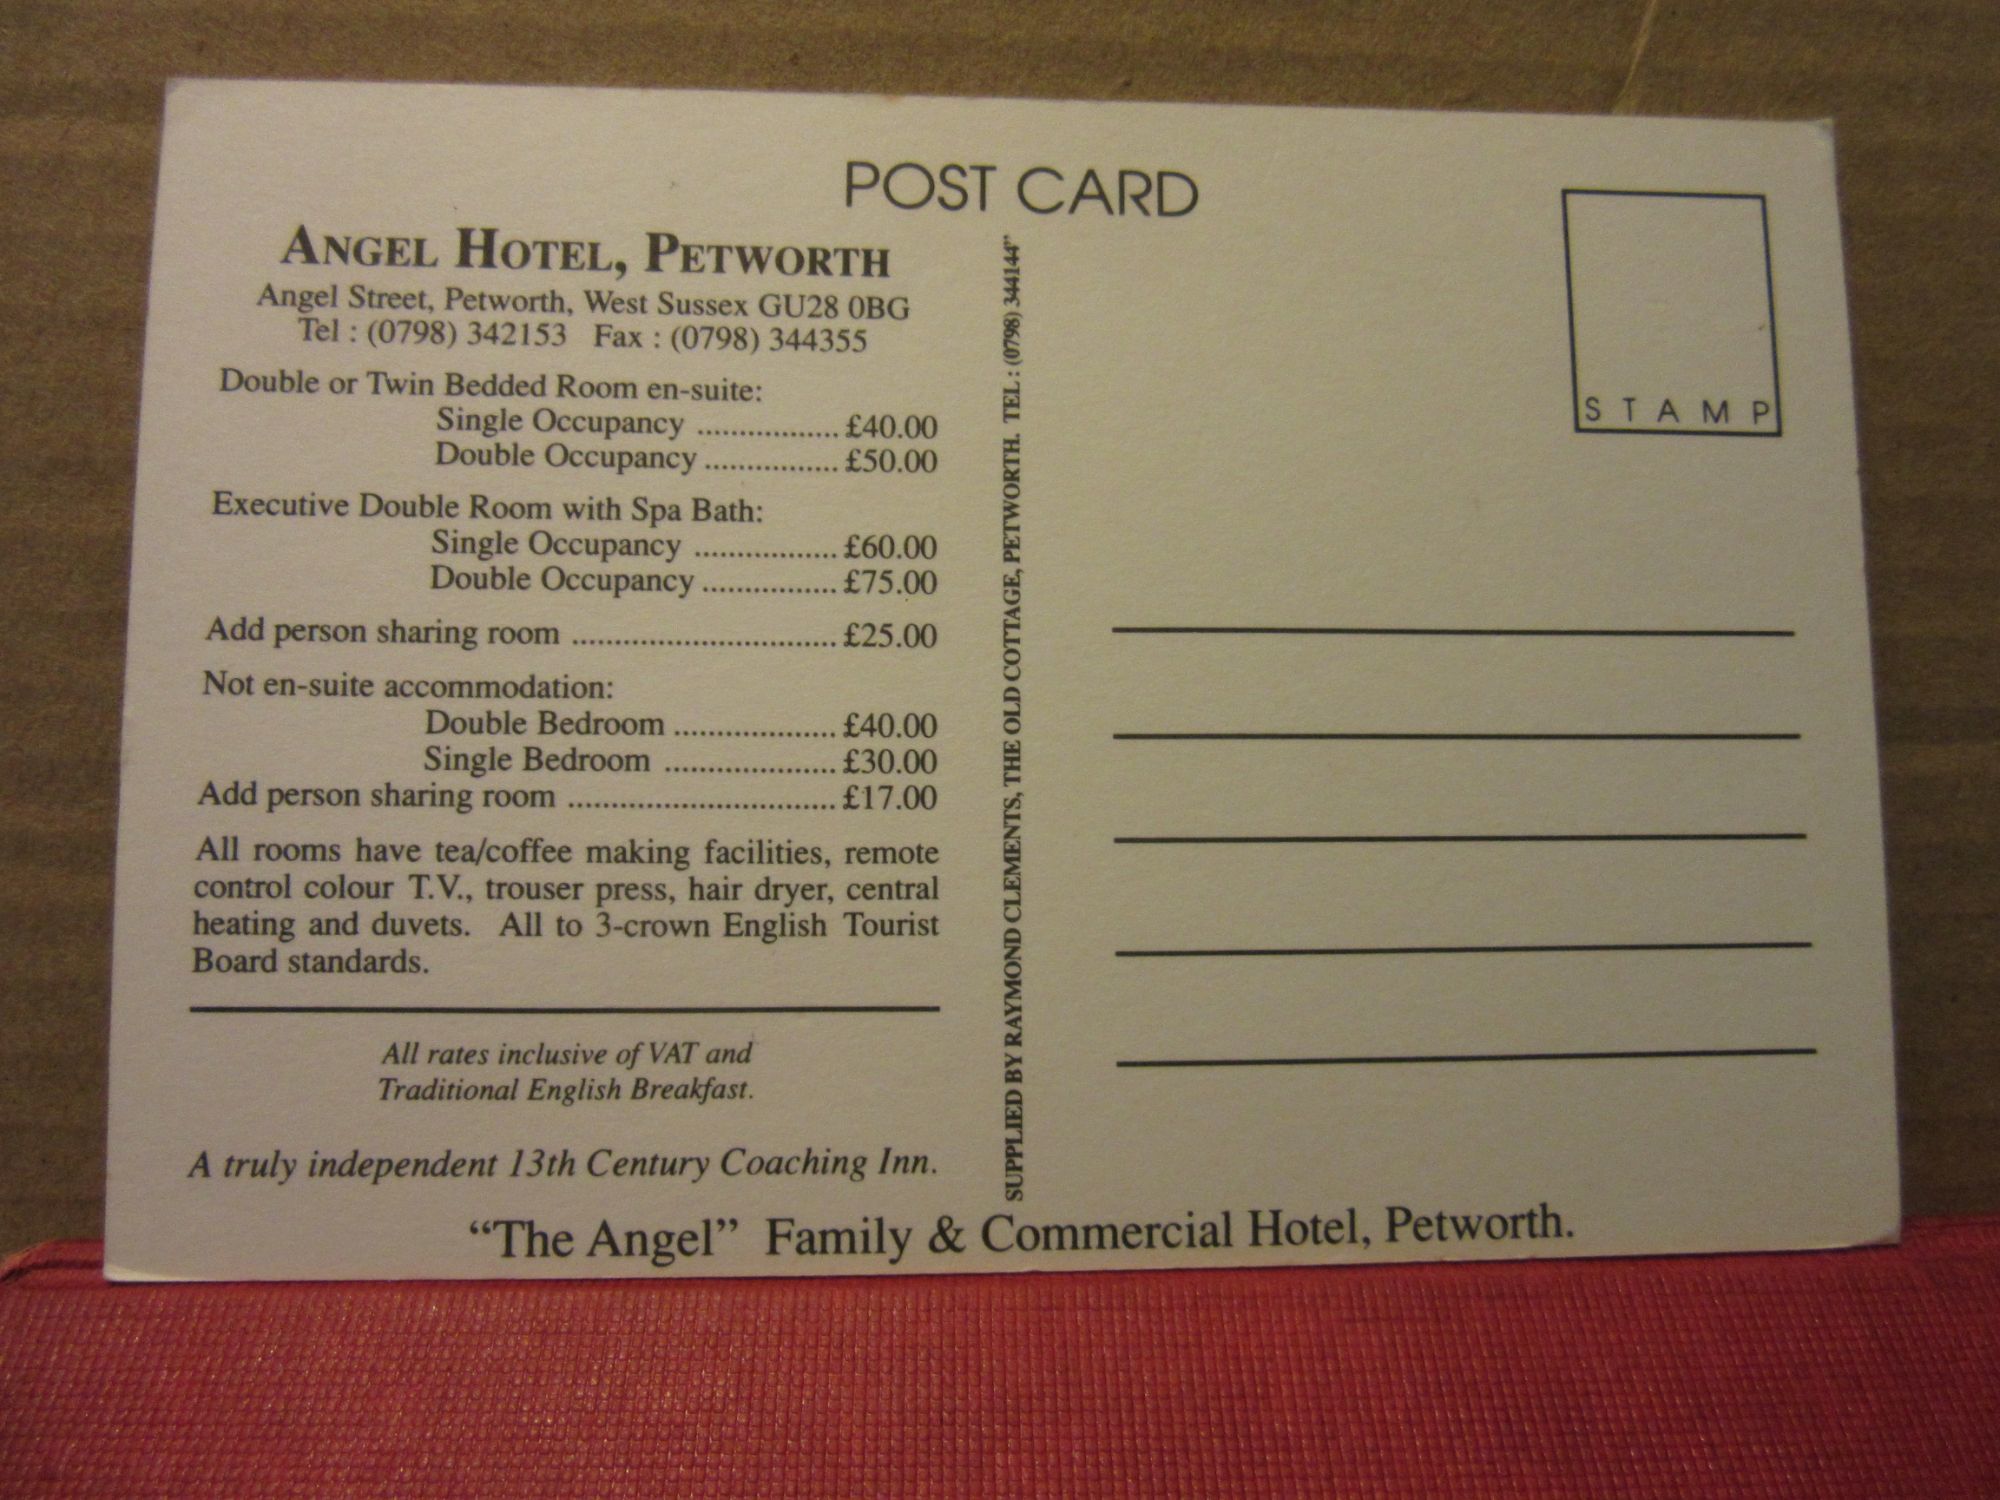 POST CARD
ANGEL HOTEL, PETWORTH
Angel Street, Petworth, West Sussex GU28 0BG
Tel : (0798) 342153 Fax : (0798) 344355
Double or Twin Bedded Room en-suite:
Single Occupancy ................. £40.00
Double Occupancy ................ £50.00
Executive Double Room with Spa Bath:
Single Occupancy ................. £60.00
Double Occupancy ................ £75.00
Add person sharing room ............................... £25.00
Not en-suite accommodation:
Double Bedroom ................... £40.00
Single Bedroom .................... £30.00
Add person sharing room ............................... £17.00
All rooms have tea/coffee making facilities, remote
control colour T.V., trouser press, hair dryer, central
heating and duvets. All to 3-crown English Tourist
Board standards.
All rates inclusive of VAT and
Traditional English Breakfast.
A truly independent 13th Century Coaching Inn.
SUPPLIED BY RAYMOND CLEMENTS, THE OLD COTTAGE, PETWORTH. TEL : (0798) 344144"
STAMP
“The Angel” Family & Commercial Hotel, Petworth.